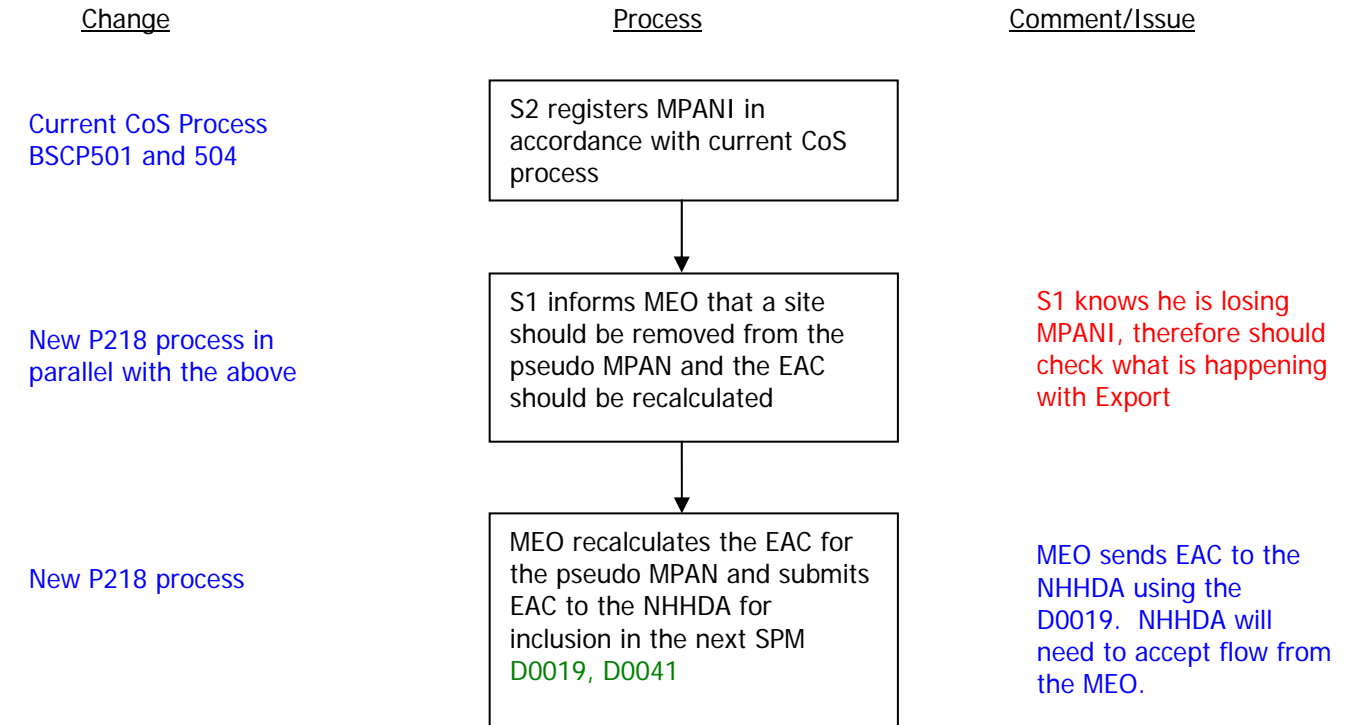 Change
Process
Comment/Issue
Current CoS Process
BSCP501 and 504
S2 registers MPANI in
accordance with current CoS
process
New P218 process in
parallel with the above
S1 informs MEO that a site
should be removed from the
pseudo MPAN and the EAC
should be recalculated
S1 knows he is losing
MPANI, therefore should
check what is happening
with Export
New P218 process
MEO recalculates the EAC for
the pseudo MPAN and submits
EAC to the NHHDA for
inclusion in the next SPM
D0019, D0041
MEO sends EAC to the
NHHDA using the
D0019.  NHHDA will
need to accept flow from
the MEO.